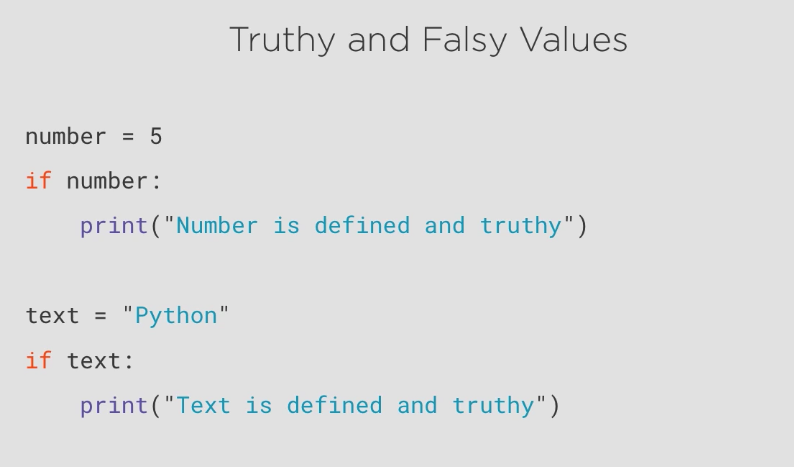 Truthy and Falsy Values
number = 5
if number:
    print("Number is defined and truthy")
text = "Python"
if text:
    print("Text is defined and truthy")